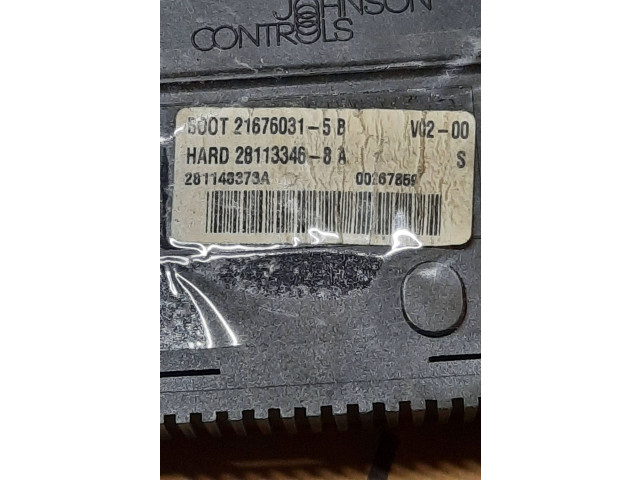 JOHNSON
CONTROLS
BOOT 21676031-5 B V02-00
HARD 28113346-8 A S
281148373A 00267859